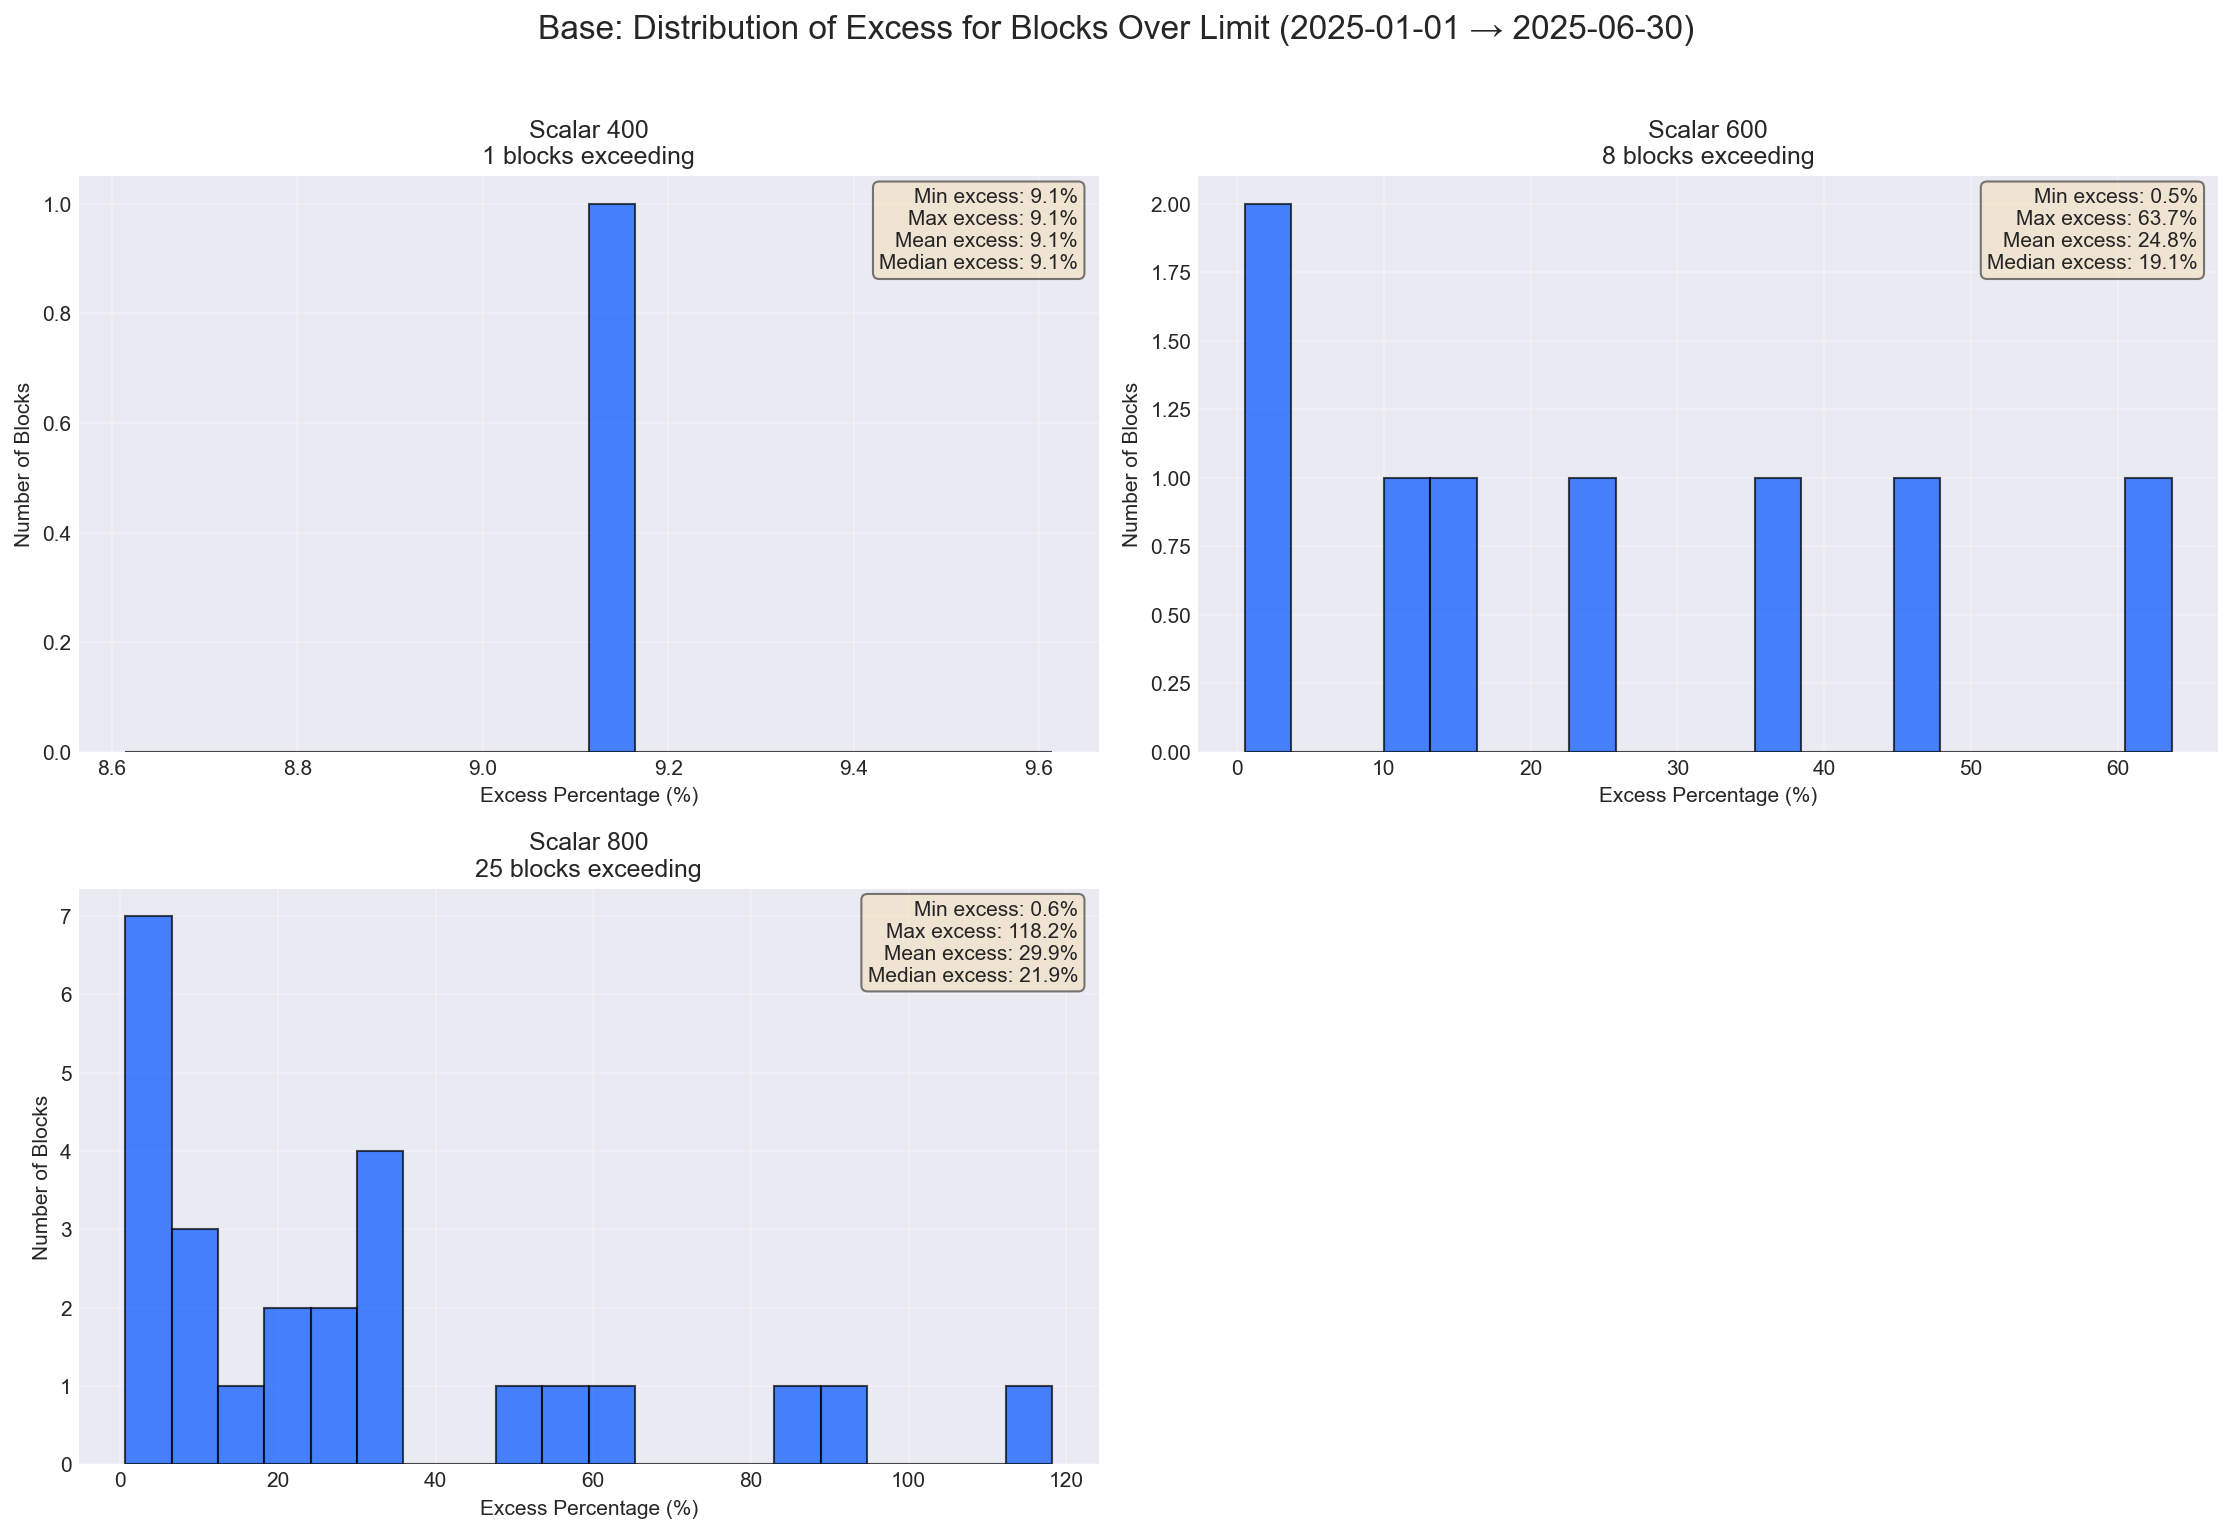 Base: Distribution of Excess for Blocks Over Limit (2025-01-01 → 2025-06-30)
Scalar 400
1 blocks exceeding
Min excess: 9.1%
Max excess: 9.1%
Mean excess: 9.1%
Median excess: 9.1%
Number of Blocks
1.0
0.8
0.6
0.4
0.2
0.0
8.6 8.8 9.0 9.2 9.4 9.6
Excess Percentage (%)
Scalar 600
8 blocks exceeding
Min excess: 0.5%
Max excess: 63.7%
Mean excess: 24.8%
Median excess: 19.1%
Number of Blocks
2.00
1.75
1.50
1.25
1.00
0.75
0.50
0.25
0.00
0 10 20 30 40 50 60
Excess Percentage (%)
Scalar 800
25 blocks exceeding
Min excess: 0.6%
Max excess: 118.2%
Mean excess: 29.9%
Median excess: 21.9%
Number of Blocks
7
6
5
4
3
2
1
0
0 20 40 60 80 100 120
Excess Percentage (%)